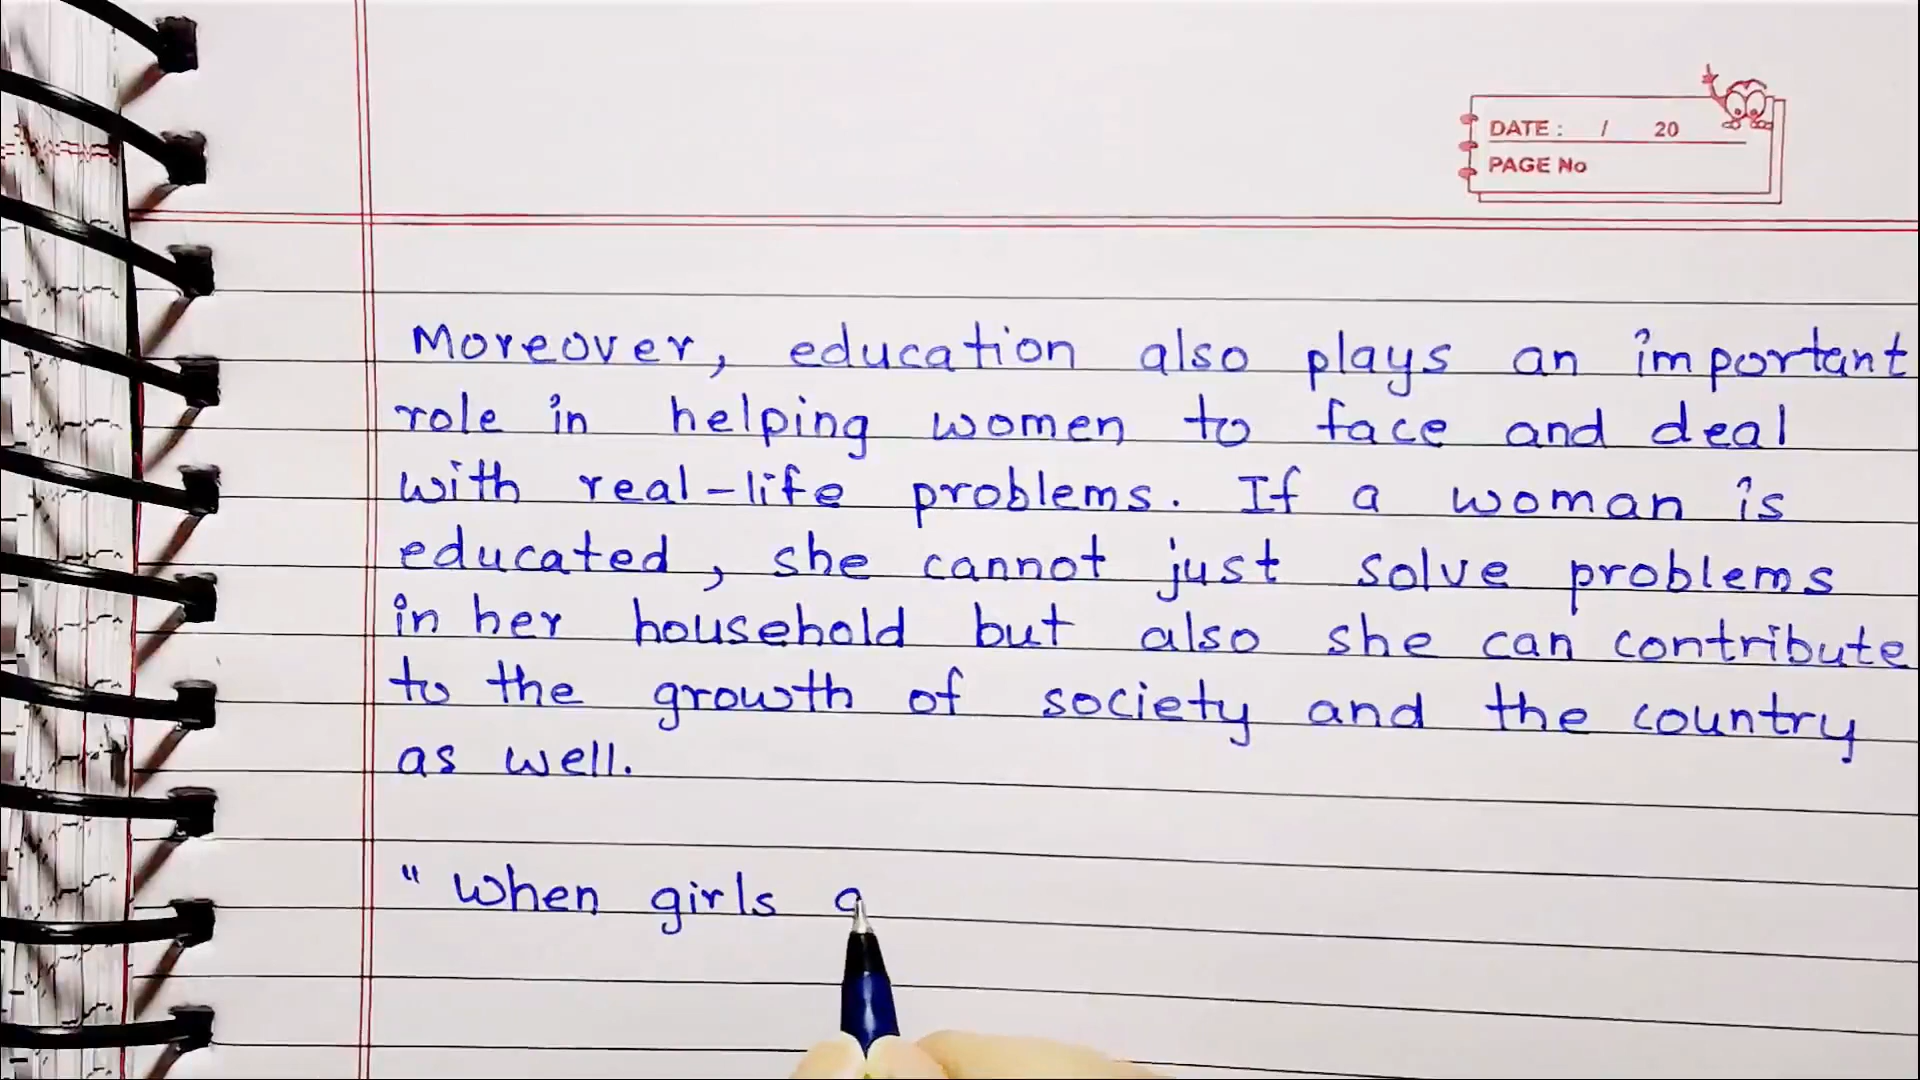 DATE : / 20
PAGE No
Moreover, education also plays an important
role in helping women to face and deal
with real-life problems. If a woman is
educated, she cannot just solve problems
in her household but also she can contribute
to the growth of society and the country
as well.
" When girls a